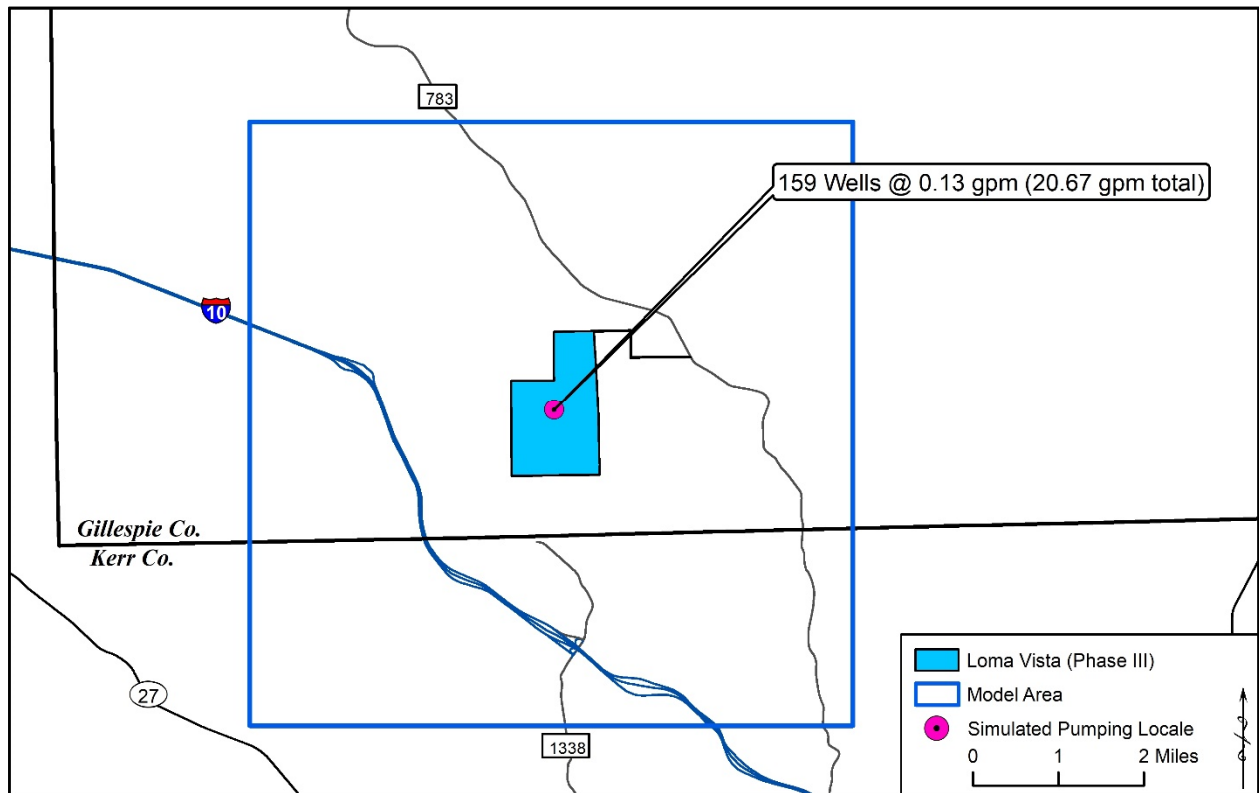 783
159 Wells @ 0.13 gpm (20.67 gpm total)
10
Gillespie Co.
Kerr Co.
27
1338
Loma Vista (Phase III)
Model Area
Simulated Pumping Locale
0 1 2 Miles